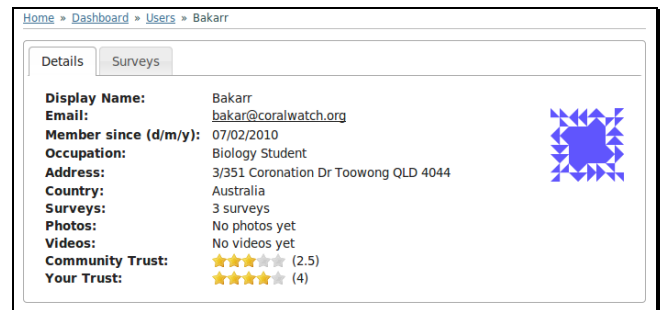 Home » Dashboard » Users » Bakarr
Details Surveys
Display Name: Bakarr
Email: bakar@coralwatch.org
Member since (d/m/y): 07/02/2010
Occupation: Biology Student
Address: 3/351 Coronation Dr Toowong QLD 4044
Country: Australia
Surveys: 3 surveys
Photos: No photos yet
Videos: No videos yet
Community Trust: (2.5)
Your Trust: (4)